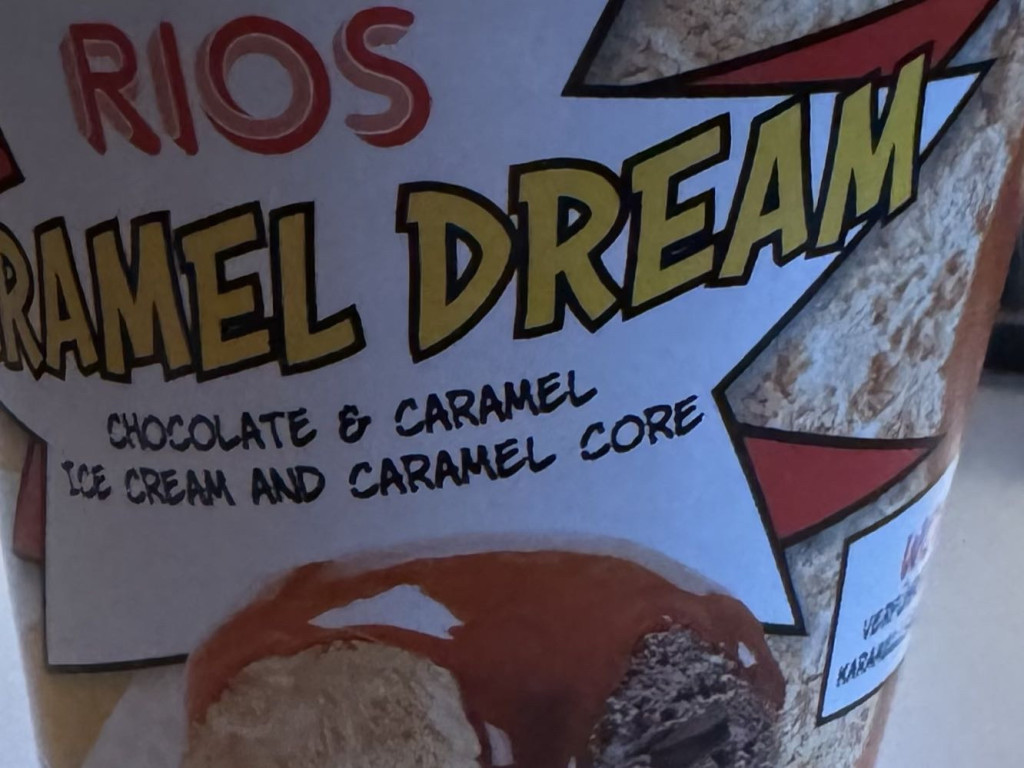 RIOS
RAMEL DREAM
CHOCOLATE & CARAMEL
ICE CREAM AND CARAMEL CORE